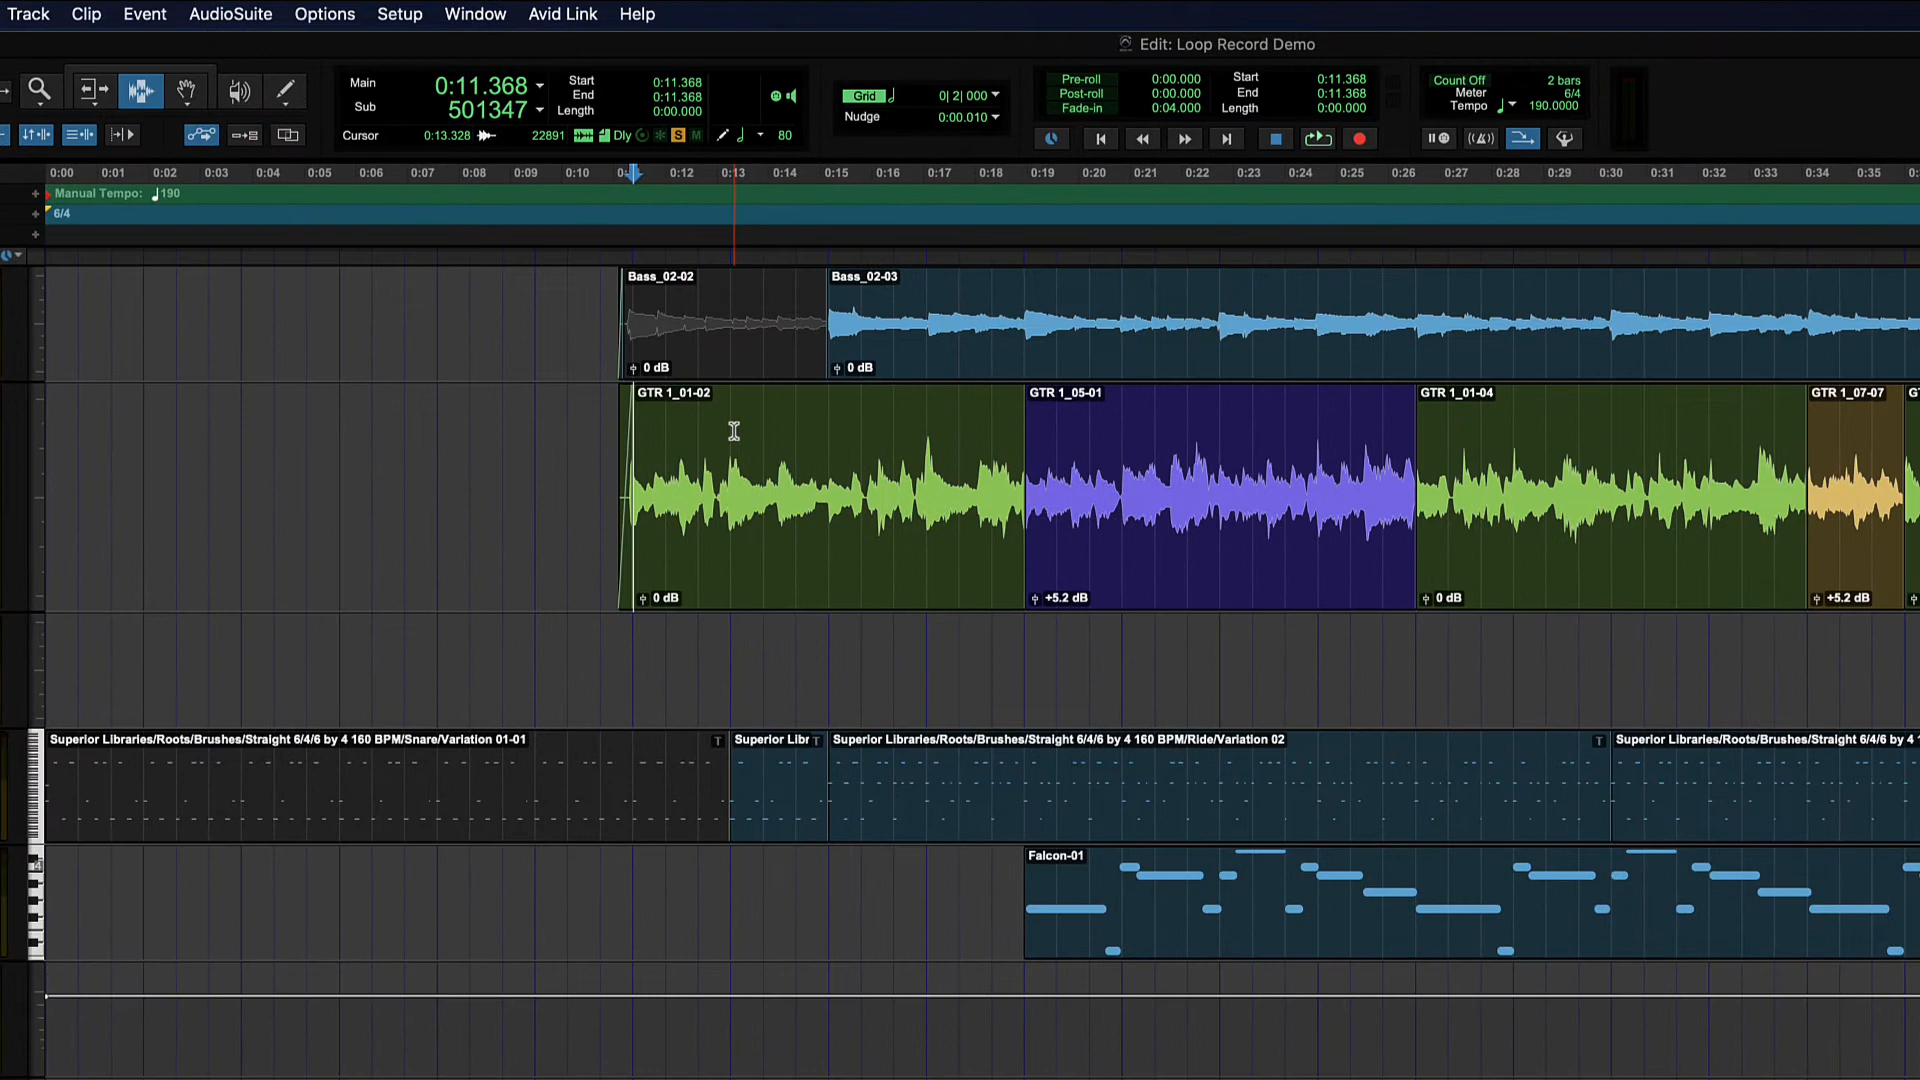 Track Clip Event AudioSuite Options Setup Window Avid Link Help
Edit: Loop Record Demo
Main 0:11.368
Sub 501347
Start 0:11.368
End 0:11.368
Length 0:00.000
Cursor 0:13.328 22891 Dly S M 80
Grid 0| 2| 000
Nudge 0:00.010
Pre-roll 0:00.000
Post-roll 0:00.000
Fade-in 0:04.000
Start 0:11.368
End 0:13.368
Length 0:00.000
Count Off 2 bars
Meter 6/4
Tempo 190.0000
0:00 0:01 0:02 0:03 0:04 0:05 0:06 0:07 0:08 0:09 0:10 0:12 0:13 0:14 0:15 0:16 0:17 0:18 0:19 0:20 0:21 0:22 0:23 0:24 0:25 0:26 0:27 0:28 0:29 0:30 0:31 0:32 0:33 0:34 0:35
Manual Tempo: 190
6/4
Bass_02-02 Bass_02-03
0 dB 0 dB
GTR 1_01-02 GTR 1_05-01 GTR 1_01-04 GTR 1_07-07
0 dB +5.2 dB 0 dB +5.2 dB
Superior Libraries/Roots/Brushes/Straight 6/4/6 by 4 160 BPM/Snare/Variation 01-01 T Superior Libr T Superior Libraries/Roots/Brushes/Straight 6/4/6 by 4 160 BPM/Ride/Variation 02 T Superior Libraries/Roots/Brushes/Straight 6/4/6 by 4
Falcon-01